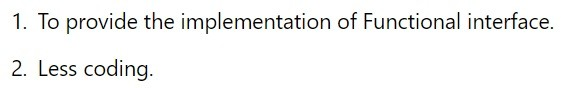 1. To provide the implementation of Functional interface.
2. Less coding.